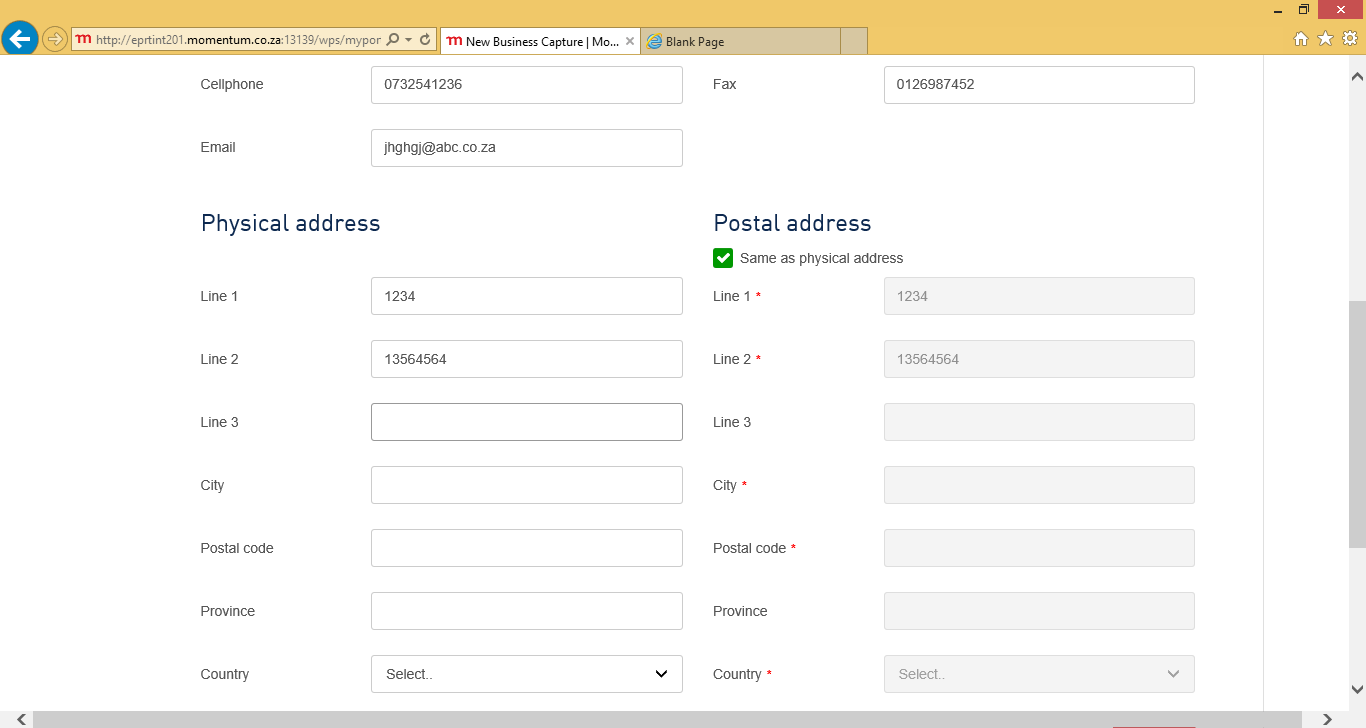 http://eprtint201.momentum.co.za:13139/wps/mypor
m New Business Capture | Mo...
Blank Page
Cellphone 0732541236 Fax 0126987452
Email jhghgj@abc.co.za
Physical address Postal address
Same as physical address
Line 1 1234 Line 1 * 1234
Line 2 13564564 Line 2 * 13564564
Line 3 Line 3
City City *
Postal code Postal code *
Province Province
Country Select.. Country * Select..